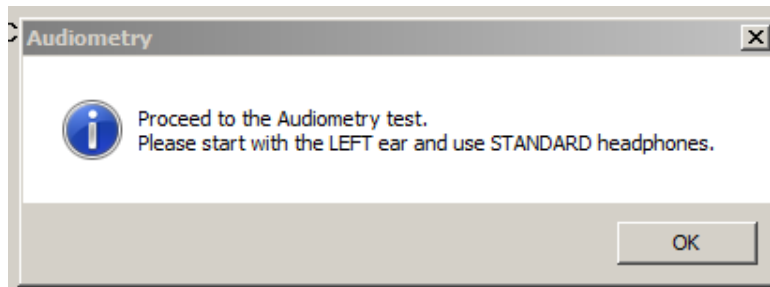 Audiometry
Proceed to the Audiometry test.
Please start with the LEFT ear and use STANDARD headphones.
OK